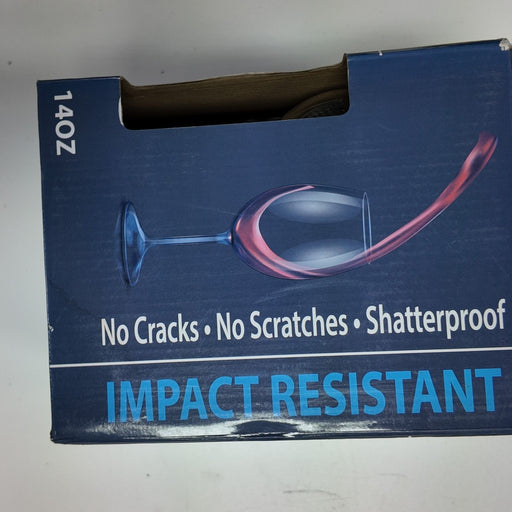 14OZ
No Cracks • No Scratches • Shatterproof
IMPACT RESISTANT